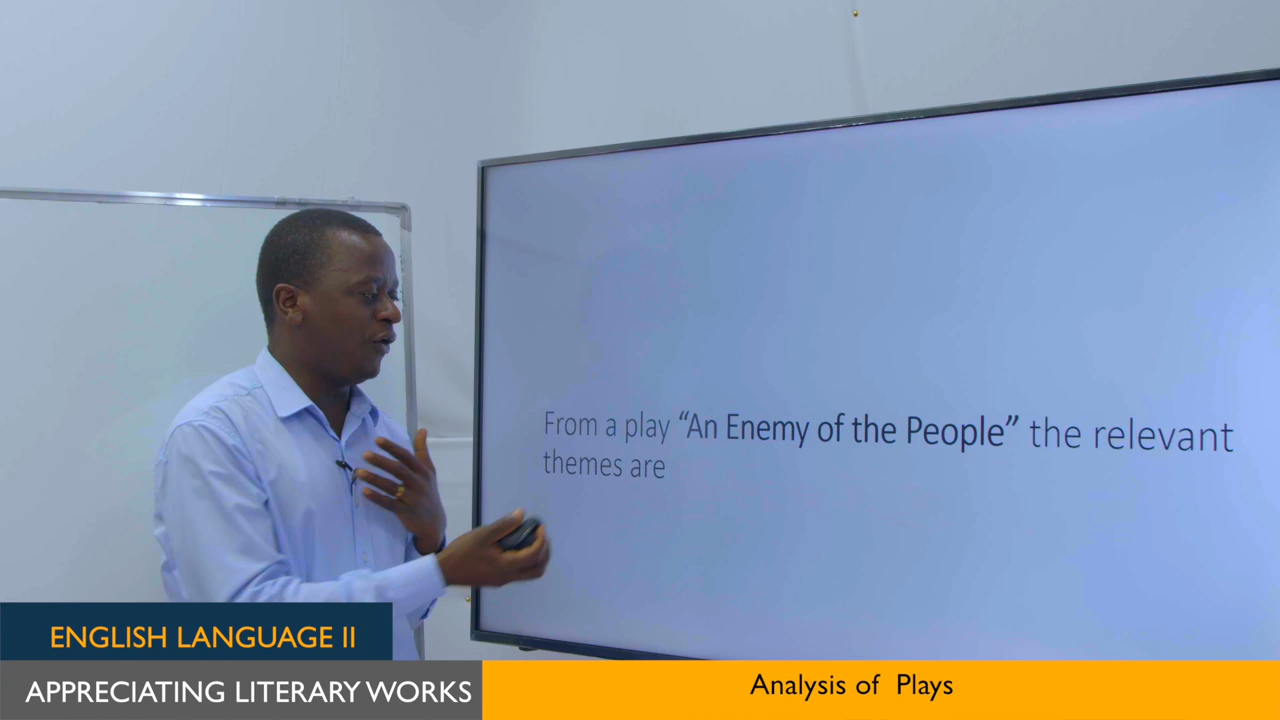 From a play “An Enemy of the People” the relevant
themes are
ENGLISH LANGUAGE II
APPRECIATING LITERARY WORKS
Analysis of Plays